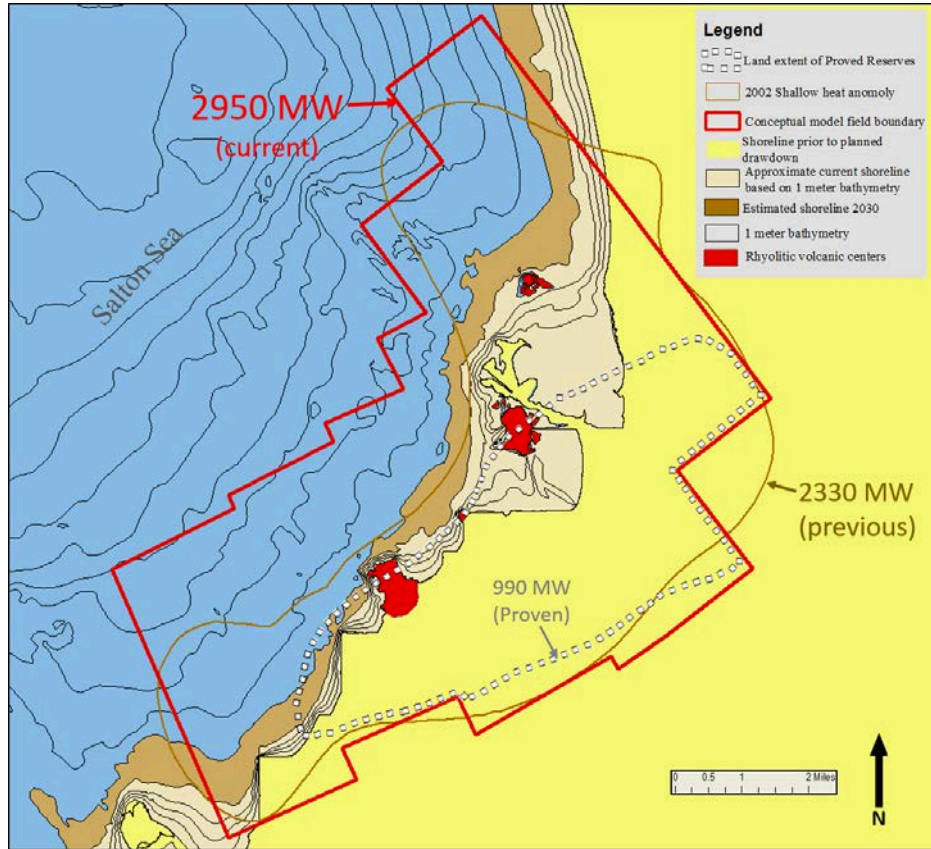 2950 MW
(current)
Salton Sea
Legend
Land extent of Proved Reserves
2002 Shallow heat anomoly
Conceptual model field boundary
Shoreline prior to planned
drawdown
Approximate current shoreline
based on 1 meter bathymetry
Estimated shoreline 2030
1 meter bathymetry
Rhyolitic volcanic centers
2330 MW
(previous)
990 MW
(Proven)
0 0.5 1 2 Miles
N